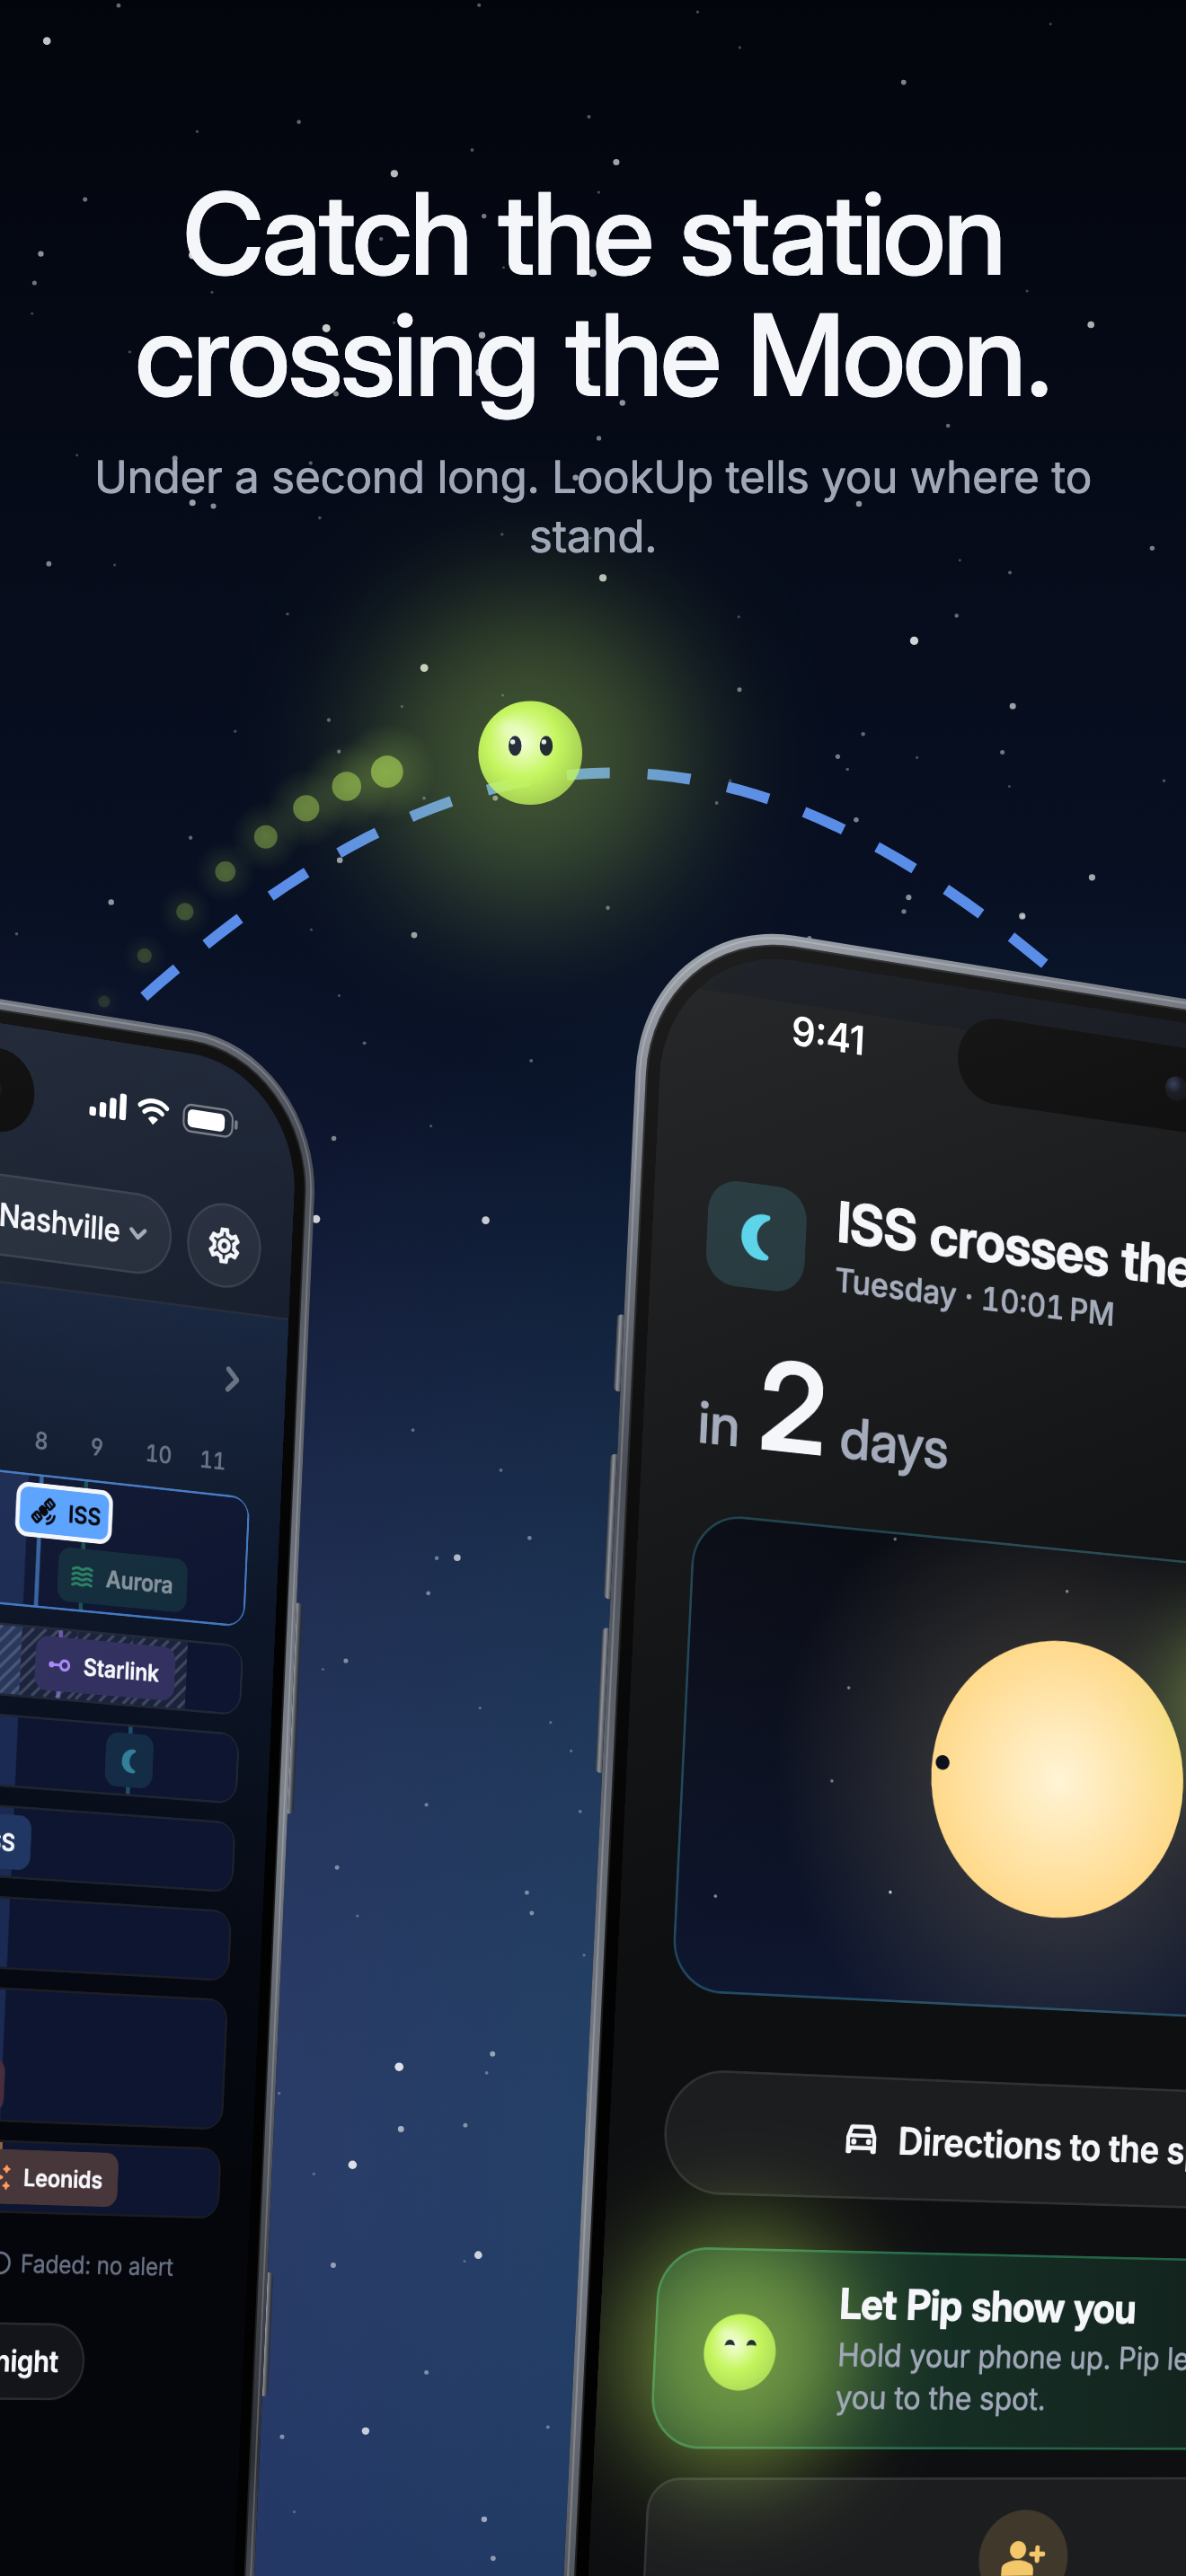 Catch the station
crossing the Moon.
Under a second long. LookUp tells you where to
stand.
Nashville
8 9 10 11
ISS
Aurora
Starlink
Leonids
Faded: no alert
9:41
ISS crosses the
Tuesday · 10:01 PM
in 2 days
Directions to the
Let Pip show you
Hold your phone up. Pip
you to the spot.